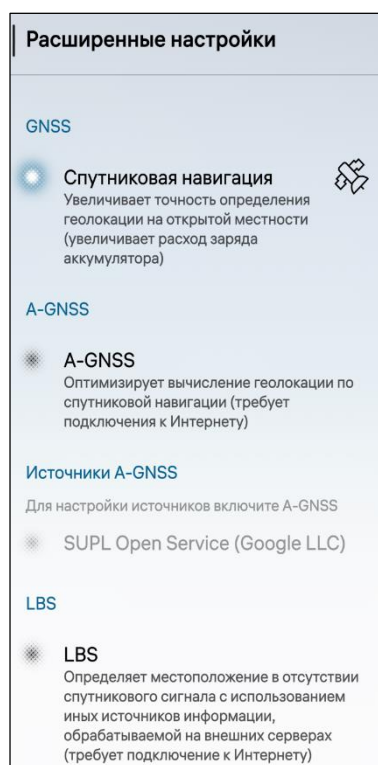 Расширенные настройки
GNSS
Спутниковая навигация
Увеличивает точность определения
геолокации на открытой местности
(увеличивает расход заряда
аккумулятора)
A-GNSS
A-GNSS
Оптимизирует вычисление геолокации по
спутниковой навигации (требует
подключения к Интернету)
Источники A-GNSS
Для настройки источников включите A-GNSS
SUPL Open Service (Google LLC)
LBS
LBS
Определяет местоположение в отсутствии
спутникового сигнала с использованием
иных источников информации,
обрабатываемой на внешних серверах
(требует подключение к Интернету)